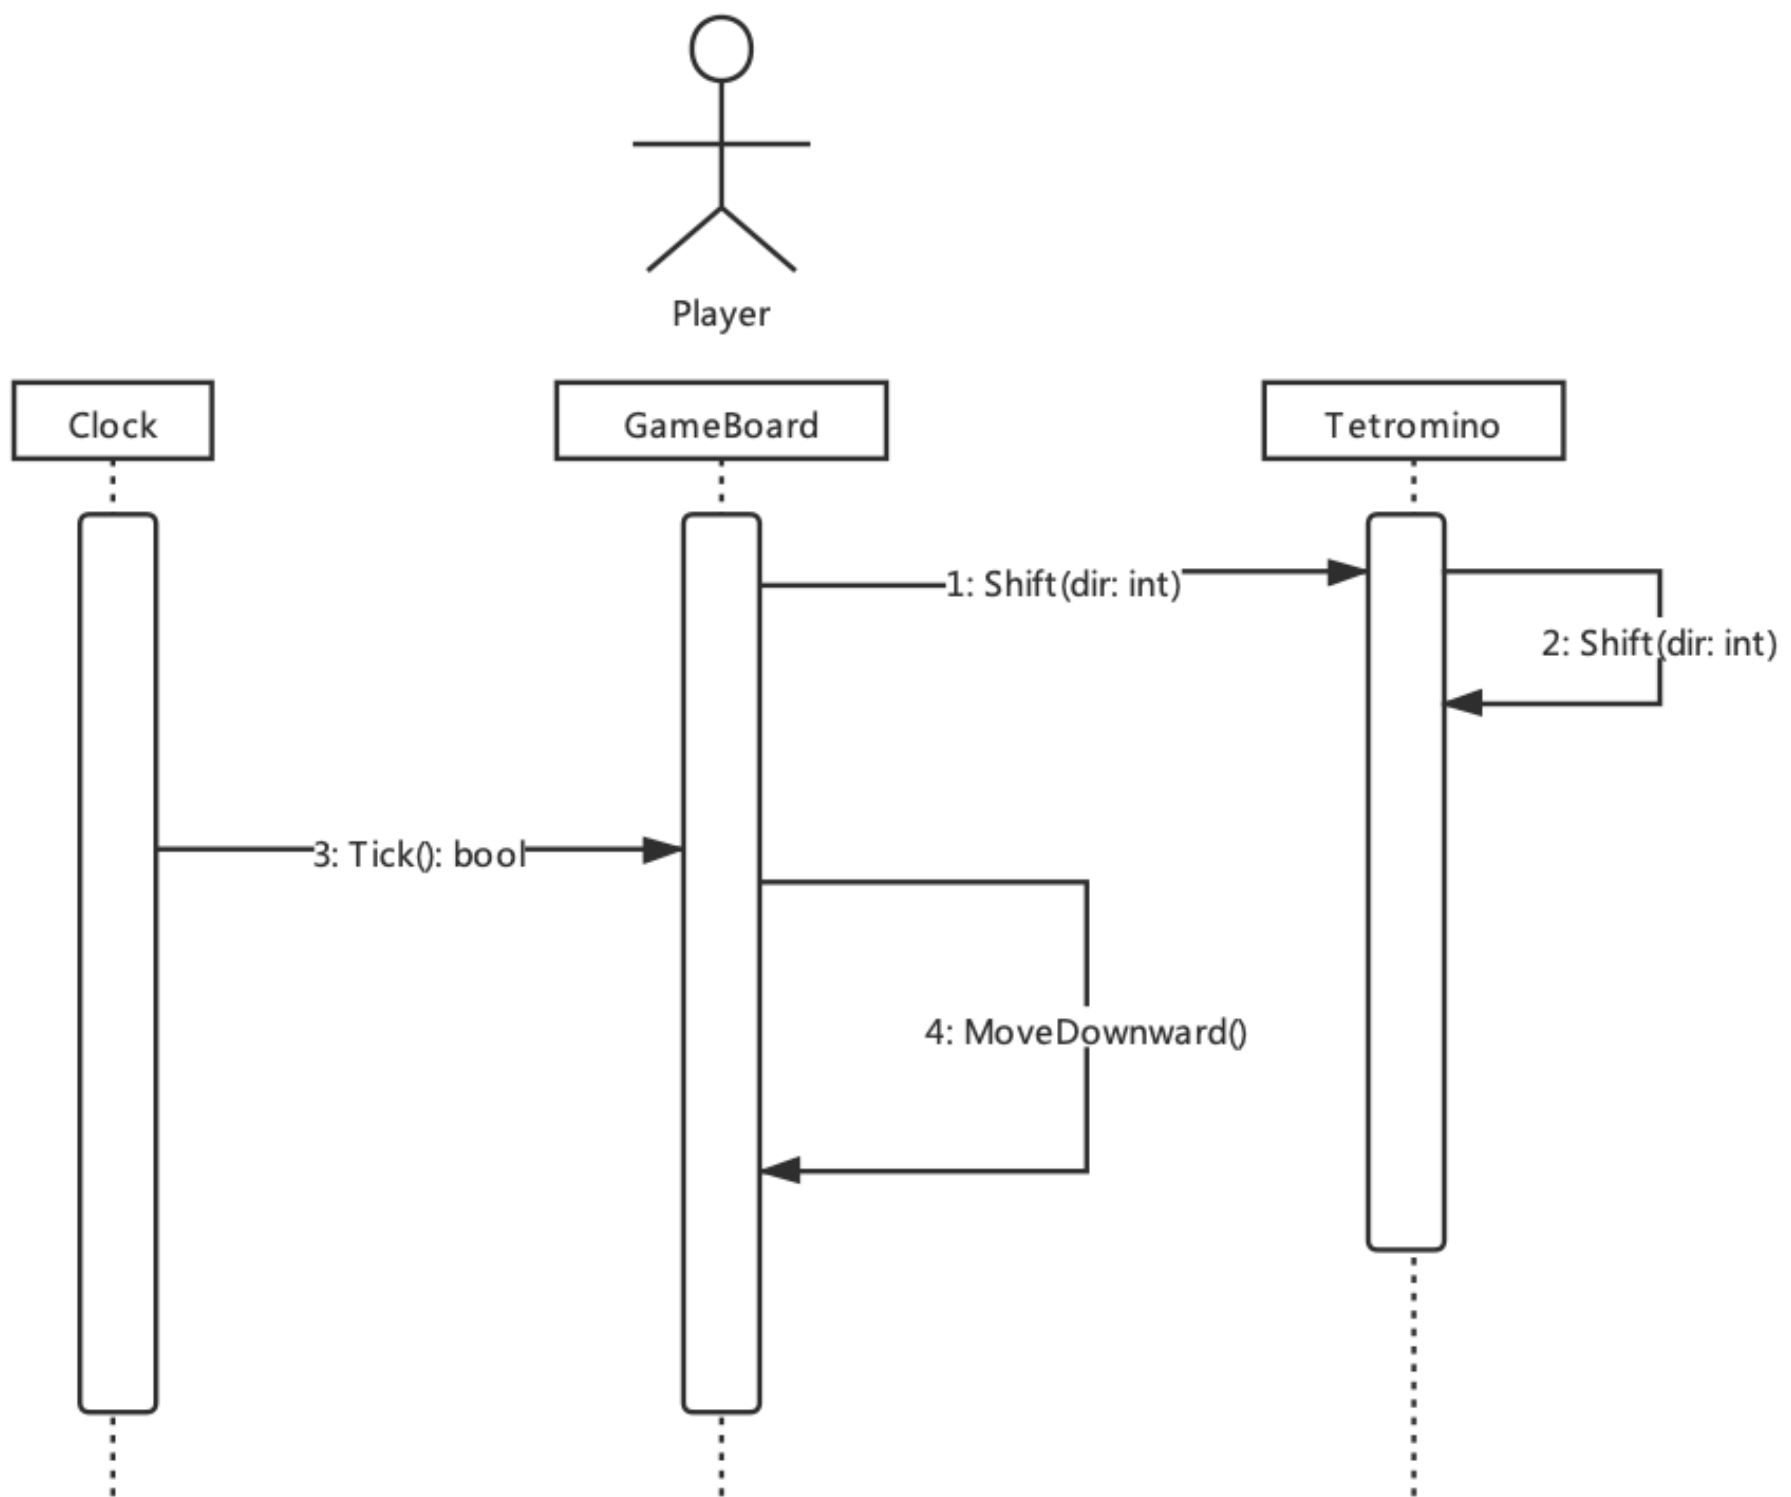 Player
Clock
GameBoard
Tetromino
1: Shift(dir: int)
2: Shift(dir: int)
3: Tick(): bool
4: MoveDownward()